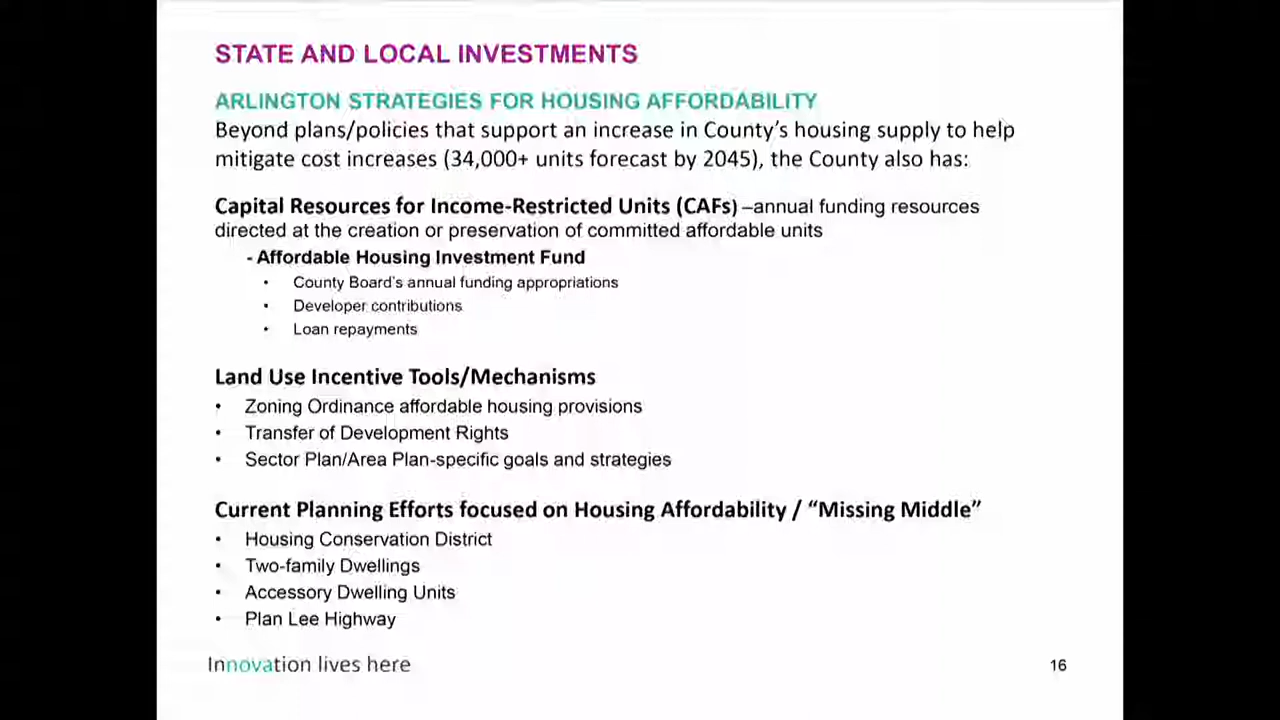 STATE AND LOCAL INVESTMENTS
ARLINGTON STRATEGIES FOR HOUSING AFFORDABILITY
Beyond plans/policies that support an increase in County's housing supply to help
mitigate cost increases (34,000+ units forecast by 2045), the County also has:
Capital Resources for Income-Restricted Units (CAFs) –annual funding resources
directed at the creation or preservation of committed affordable units
- Affordable Housing Investment Fund
• County Board's annual funding appropriations
• Developer contributions
• Loan repayments
Land Use Incentive Tools/Mechanisms
• Zoning Ordinance affordable housing provisions
• Transfer of Development Rights
• Sector Plan/Area Plan-specific goals and strategies
Current Planning Efforts focused on Housing Affordability / “Missing Middle”
• Housing Conservation District
• Two-family Dwellings
• Accessory Dwelling Units
• Plan Lee Highway
Innovation lives here
16